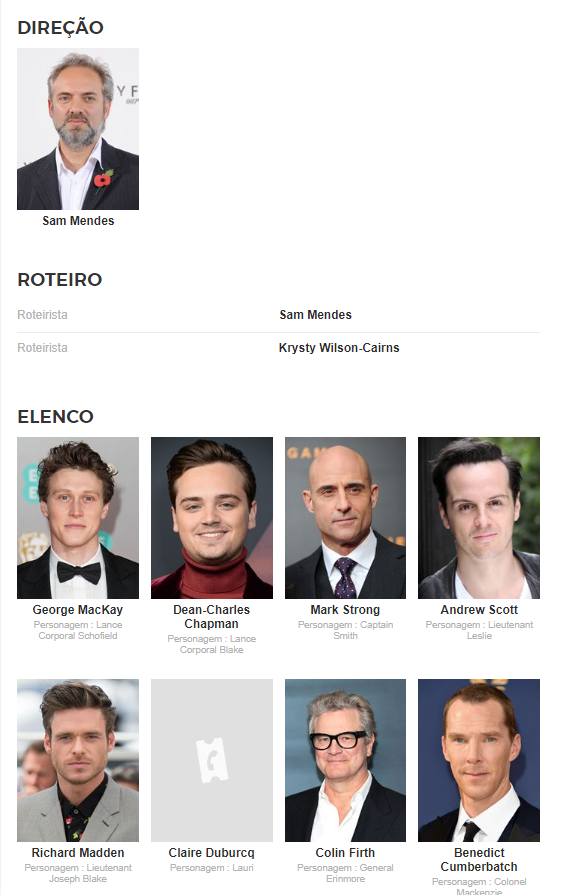 DIREÇÃO
Sam Mendes
ROTEIRO
Roteirista Sam Mendes
Roteirista Krysty Wilson-Cairns
ELENCO
George MacKay
Personagem : Lance
Corporal Schofield
Dean-Charles
Chapman
Personagem : Lance
Corporal Blake
Mark Strong
Personagem : Captain
Smith
Andrew Scott
Personagem : Lieutenant
Leslie
Richard Madden
Personagem : Lieutenant
Joseph Blake
Claire Duburcq
Personagem : Lauri
Colin Firth
Personagem : General
Erinmore
Benedict
Cumberbatch
Personagem : Colonel
Mackenzie